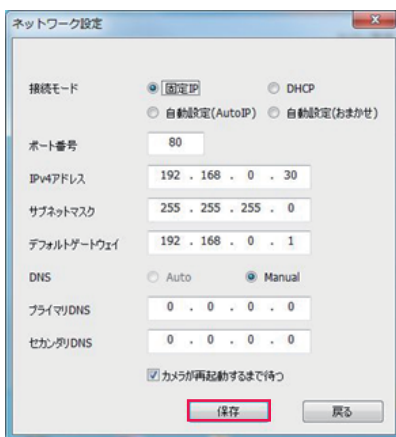 ネットワーク設定
接続モード 固定IP DHCP
自動設定(AutoIP) 自動設定(おまかせ)
ポート番号 80
IPv4アドレス 192 . 168 . 0 . 30
サブネットマスク 255 . 255 . 255 . 0
デフォルトゲートウェイ 192 . 168 . 0 . 1
DNS Auto Manual
プライマリDNS 0 . 0 . 0 . 0
セカンダリDNS 0 . 0 . 0 . 0
カメラが再起動するまで待つ
保存 戻る